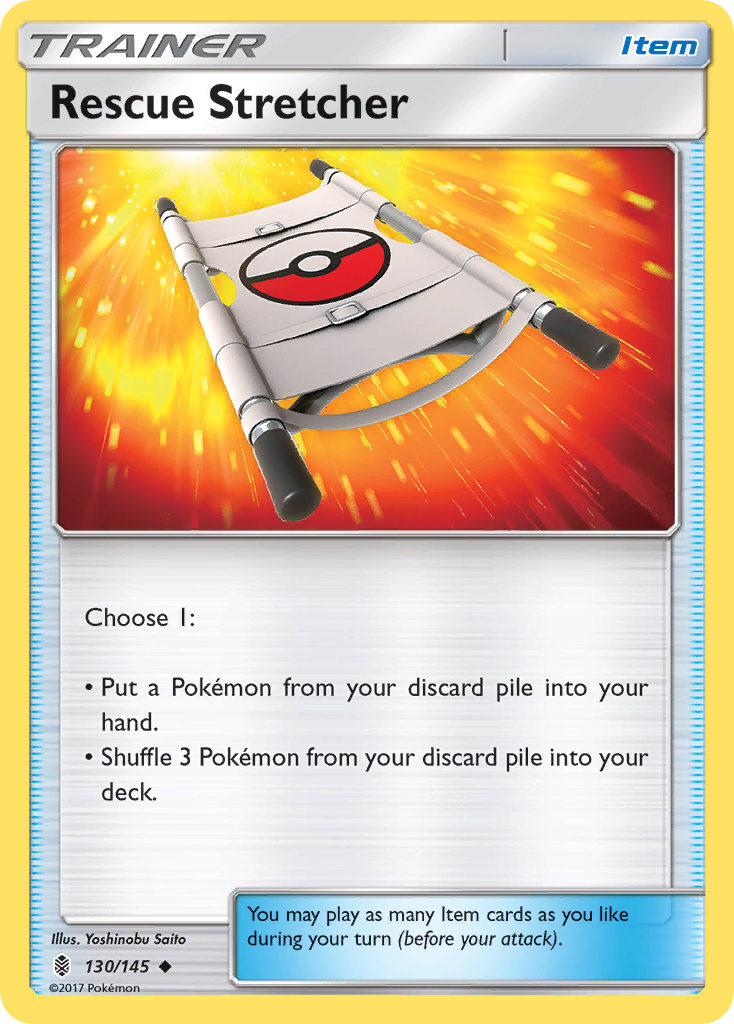 TRAINER
Item
Rescue Stretcher
Choose 1:
• Put a Pokémon from your discard pile into your
hand.
• Shuffle 3 Pokémon from your discard pile into your
deck.
You may play as many Item cards as you like
during your turn (before your attack).
Illus. Yoshinobu Saito
130/145 ◆
©2017 Pokémon